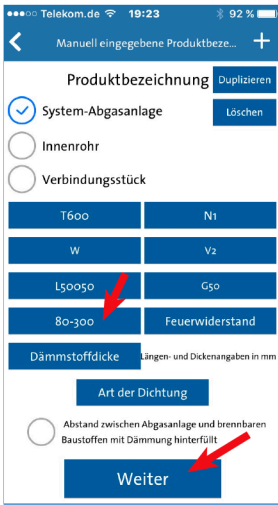 Telekom.de 19:23 92 %
Manuell eingegebene Produktbeze...
Produktbezeichnung Duplizieren
System-Abgasanlage Löschen
Innenrohr
Verbindungsstück
T600 N1
W V2
L50050 G50
80-300 Feuerwiderstand
Dämmstoffdicke Längen- und Dickenangaben in mm
Art der Dichtung
Abstand zwischen Abgasanlage und brennbaren
Baustoffen mit Dämmung hinterfüllt
Weiter